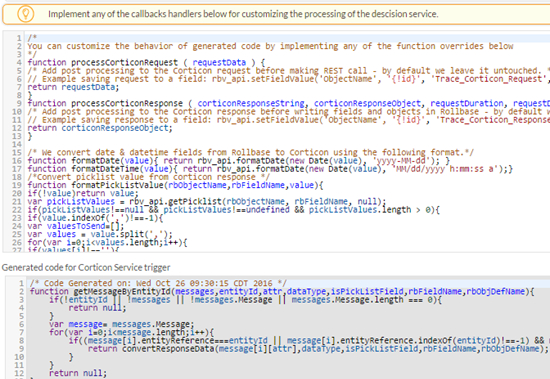 Implement any of the callbacks handlers below for customizing the processing of the descision service.
1 /*
2 You can customize the behavior of generated code by implementing any of the function overrides below
3 */
4 function processCorticonRequest ( requestData ) {
5 /* Add post processing to the Corticon request before making REST call - by default we leave it untouched. *
6 // Example saving request to a field: rbv_api.setFieldValue('ObjectName', '{!id}', 'Trace_Corticon_Request',
7 return requestData;
8 }
9 function processCorticonResponse ( corticonResponseString, corticonResponseObject, requestDuration, request
10 /* Add post processing to the Corticon response before writing fields and objects in Rollbase - by default w
11 // Example saving response to a field: rbv_api.setFieldValue('ObjectName', '{!id}', 'Trace_Corticon_Respons
12 return corticonResponseObject;
13 }
14
15 /* We convert date & datetime fields from Rollbase to Corticon using the following format.*/
16 function formatDate(value){ return rbv_api.formatDate(new Date(value), 'yyyy-MM-dd'); }
17 function formatDateTime(value){ return rbv_api.formatDate(new Date(value), 'MM/dd/yyyy h:mm:ss a');}
18 /*Convert picklist value from corticon response */
19 function formatPickListValue(rbObjectName,rbFieldName,value){
20 if(!value)return value;
21 var pickListValues = rbv_api.getPicklist(rbObjectName, rbFieldName, null);
22 if(pickListValues!==null && pickListValues!==undefined && pickListValues.length > 0){
23 if(value.indexOf(',')!==-1){
24 var valuesToSend=[];
25 var values = value.split(',');
26 for(var i=0;i<values.length;i++){
27 if(values[i]!==''){
Generated code for Corticon Service trigger
1 /* Code Generated on: Wed Oct 26 09:30:15 CDT 2016 */
2 function getMessageByEntityId(messages,entityId,attr,dataType,isPickListField,rbFieldName,rbObjDefName){
3 if(!entityId || !messages || !messages.Message || messages.Message.length === 0){
4 return null;
5 }
6 var message= messages.Message;
7 for(var i=0;i<message.length;i++){
8 if((message[i].entityReference===entityId || message[i].entityReference.indexOf(entityId)!==-1) &&
9 return convertResponseData(message[i][attr],dataType,isPickListField,rbFieldName,rbObjDefName);
10 }
11 }
12 return null;